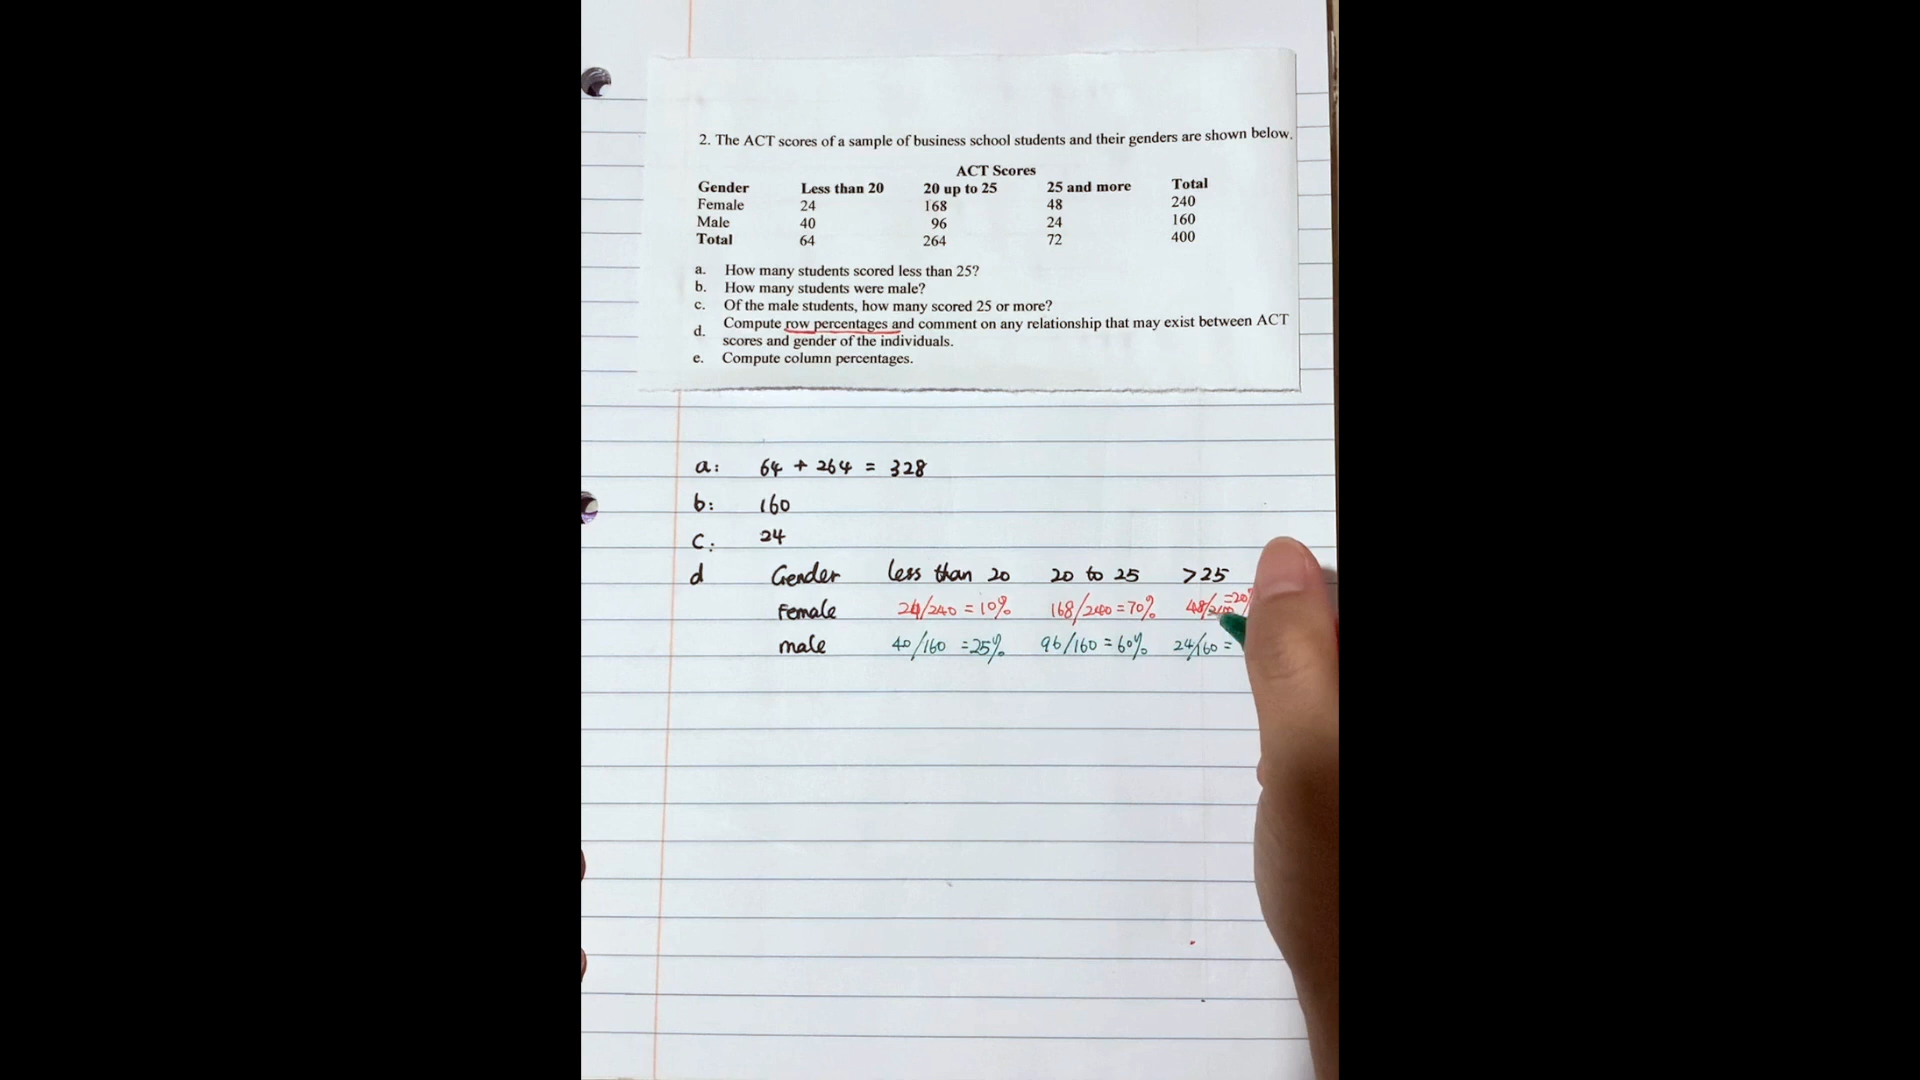 2. The ACT scores of a sample of business school students and their genders are shown below.
ACT Scores
Gender Less than 20 20 up to 25 25 and more Total
Female 24 168 48 240
Male 40 96 24 160
Total 64 264 72 400
a. How many students scored less than 25?
b. How many students were male?
c. Of the male students, how many scored 25 or more?
d. Compute row percentages and comment on any relationship that may exist between ACT
scores and gender of the individuals.
e. Compute column percentages.
a: 64 + 264 = 328
b: 160
C: 24
d Gender less than 20 20 to 25 >25
Female 24/240 = 10% 168/240 = 70% 48/240 =20%
male 40/160 =25% 96/160 = 60% 24/160 =